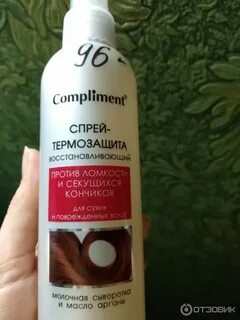 96
Compliment®
СПРЕЙ-
ТЕРМОЗАЩИТА
восстанавливающий
ПРОТИВ ЛОМКОСТИ
И СЕКУЩИХСЯ
КОНЧИКОВ
для сухих
и поврежденных волос
молочная сыворотка
и масло арганы
ОТЗОВИК